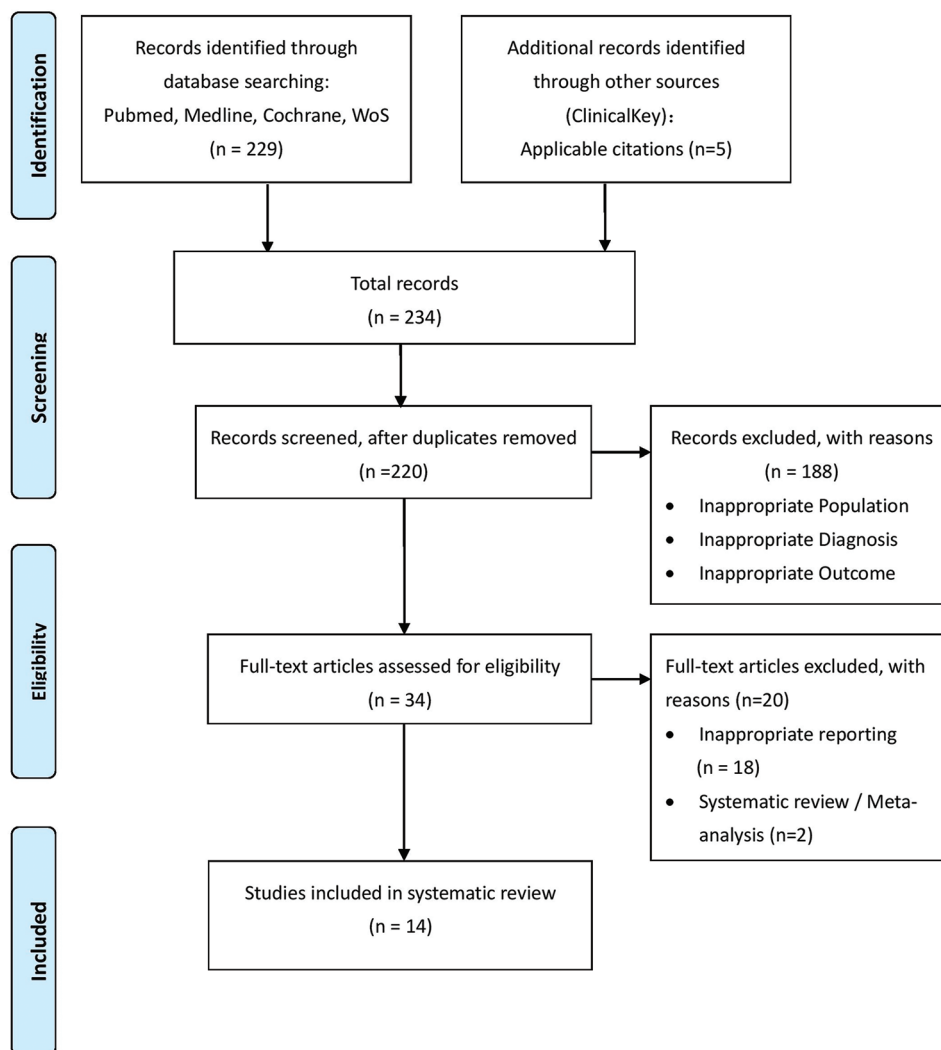 Identification
Records identified through
database searching:
Pubmed, Medline, Cochrane, WoS
(n = 229)
Additional records identified
through other sources
(ClinicalKey):
Applicable citations (n=5)
Screening
Total records
(n = 234)
Records screened, after duplicates removed
(n =220)
Records excluded, with reasons
(n = 188)
• Inappropriate Population
• Inappropriate Diagnosis
• Inappropriate Outcome
Eligibility
Full-text articles assessed for eligibility
(n = 34)
Full-text articles excluded, with
reasons (n=20)
• Inappropriate reporting
(n = 18)
• Systematic review / Meta-
analysis (n=2)
Included
Studies included in systematic review
(n = 14)